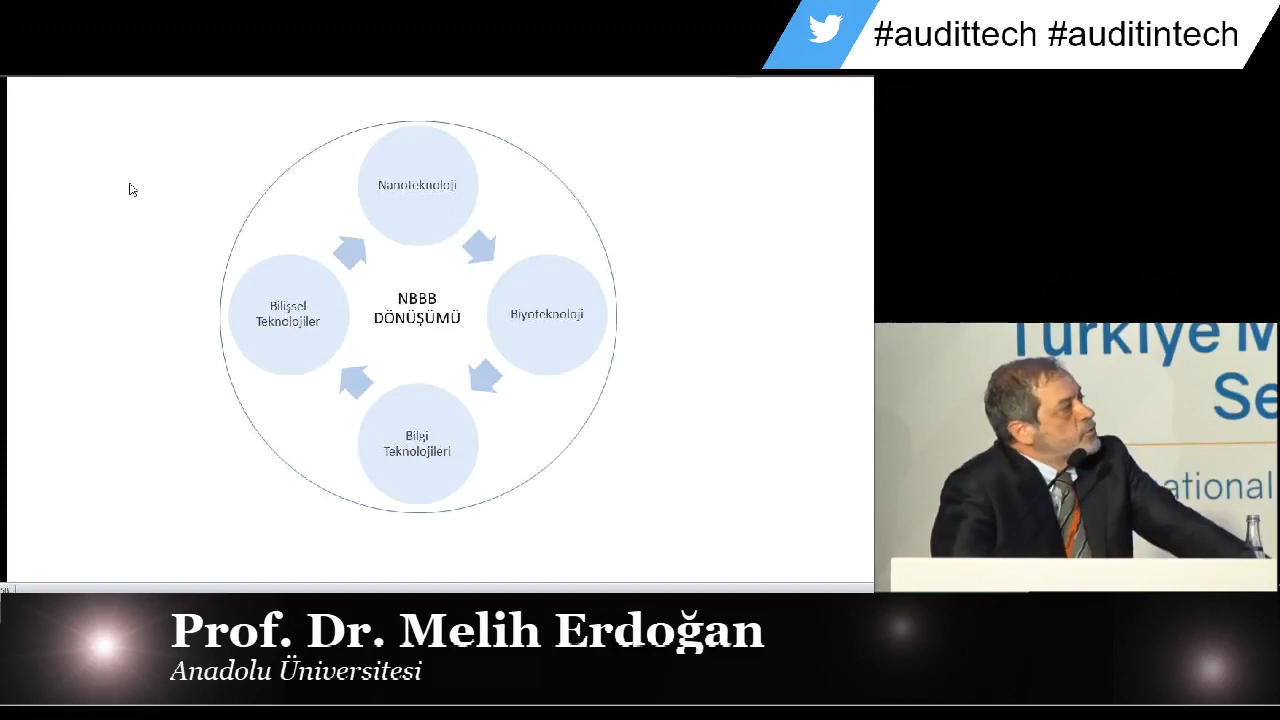 #audittech #auditintech
Nanoteknoloji
Bilişsel
Teknolojiler
NBBB
DÖNÜŞÜMÜ
Biyoteknoloji
Bilgi
Teknolojileri
Türkiye M
Se
ational
Prof. Dr. Melih Erdoğan
Anadolu Üniversitesi